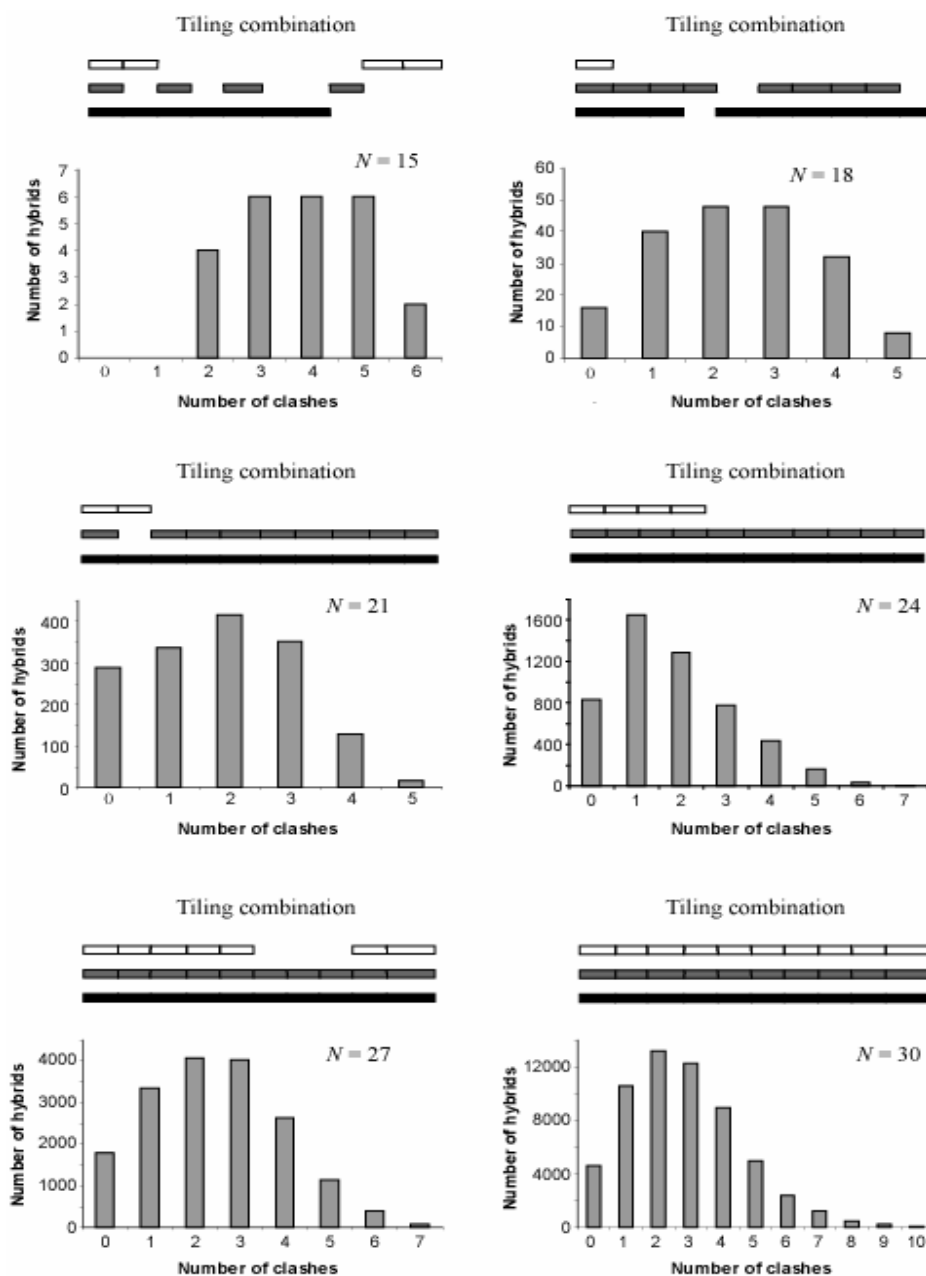 Tiling combination
N = 15
Number of hybrids
7
6
5
4
3
2
1
0
0 1 2 3 4 5 6
Number of clashes
Tiling combination
N = 18
Number of hybrids
60
50
40
30
20
10
0
0 1 2 3 4 5
Number of clashes
Tiling combination
N = 21
Number of hybrids
400
300
200
100
0
0 1 2 3 4 5
Number of clashes
Tiling combination
N = 24
Number of hybrids
1600
1200
800
400
0
0 1 2 3 4 5 6 7
Number of clashes
Tiling combination
N = 27
Number of hybrids
4000
3000
2000
1000
0
0 1 2 3 4 5 6 7
Number of clashes
Tiling combination
N = 30
Number of hybrids
12000
8000
4000
0
0 1 2 3 4 5 6 7 8 9 10
Number of clashes